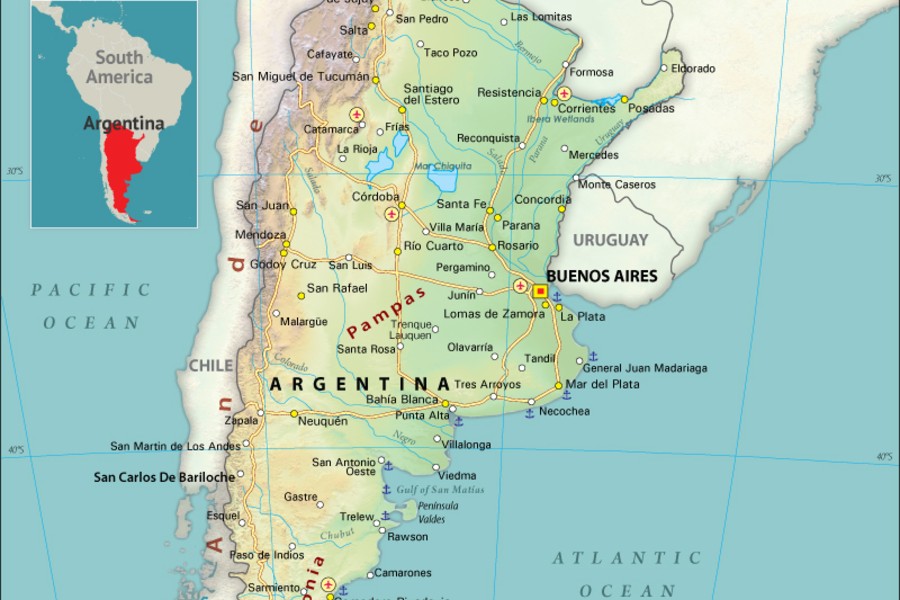 de Jujuy
San Pedro
Las Lomitas
Salta
Bermejo
Cafayate
Taco Pozo
Formosa
Eldorado
San Miguel de Tucumán
Santiago
del Estero
Resistencia
Corrientes
Posadas
Ibera Wetlands
Catamarca
Frías
Reconquista
Parana
Uruguay
La Rioja
Salado
Mar Chiquita
Mercedes
30°S
30°S
Salado
Monte Caseros
Córdoba
Santa Fe
Concordia
San Juan
Villa María
Parana
Mendoza
Río Cuarto
Rosario
URUGUAY
Godoy Cruz
San Luis
Pergamino
BUENOS AIRES
San Rafael
Junín
Pampas
Lomas de Zamora
La Plata
Malargüe
Trenque
Lauquen
Santa Rosa
Olavarría
Tandil
General Juan Madariaga
Colorado
CHILE
ARGENTINA
Tres Arroyos
Mar del Plata
Bahía Blanca
Necochea
Zapala
Neuquén
Punta Alta
San Martin de Los Andes
Negro
Villalonga
40°S
40°S
San Carlos De Bariloche
San Antonio
Oeste
Viedma
Gastre
Gulf of San Matías
Península
Valdes
Esquel
Trelew
Rawson
Chubut
Paso de Indios
Camarones
Sarmiento
PACIFIC
OCEAN
ATLANTIC
OCEAN
South
America
Argentina
A n d e